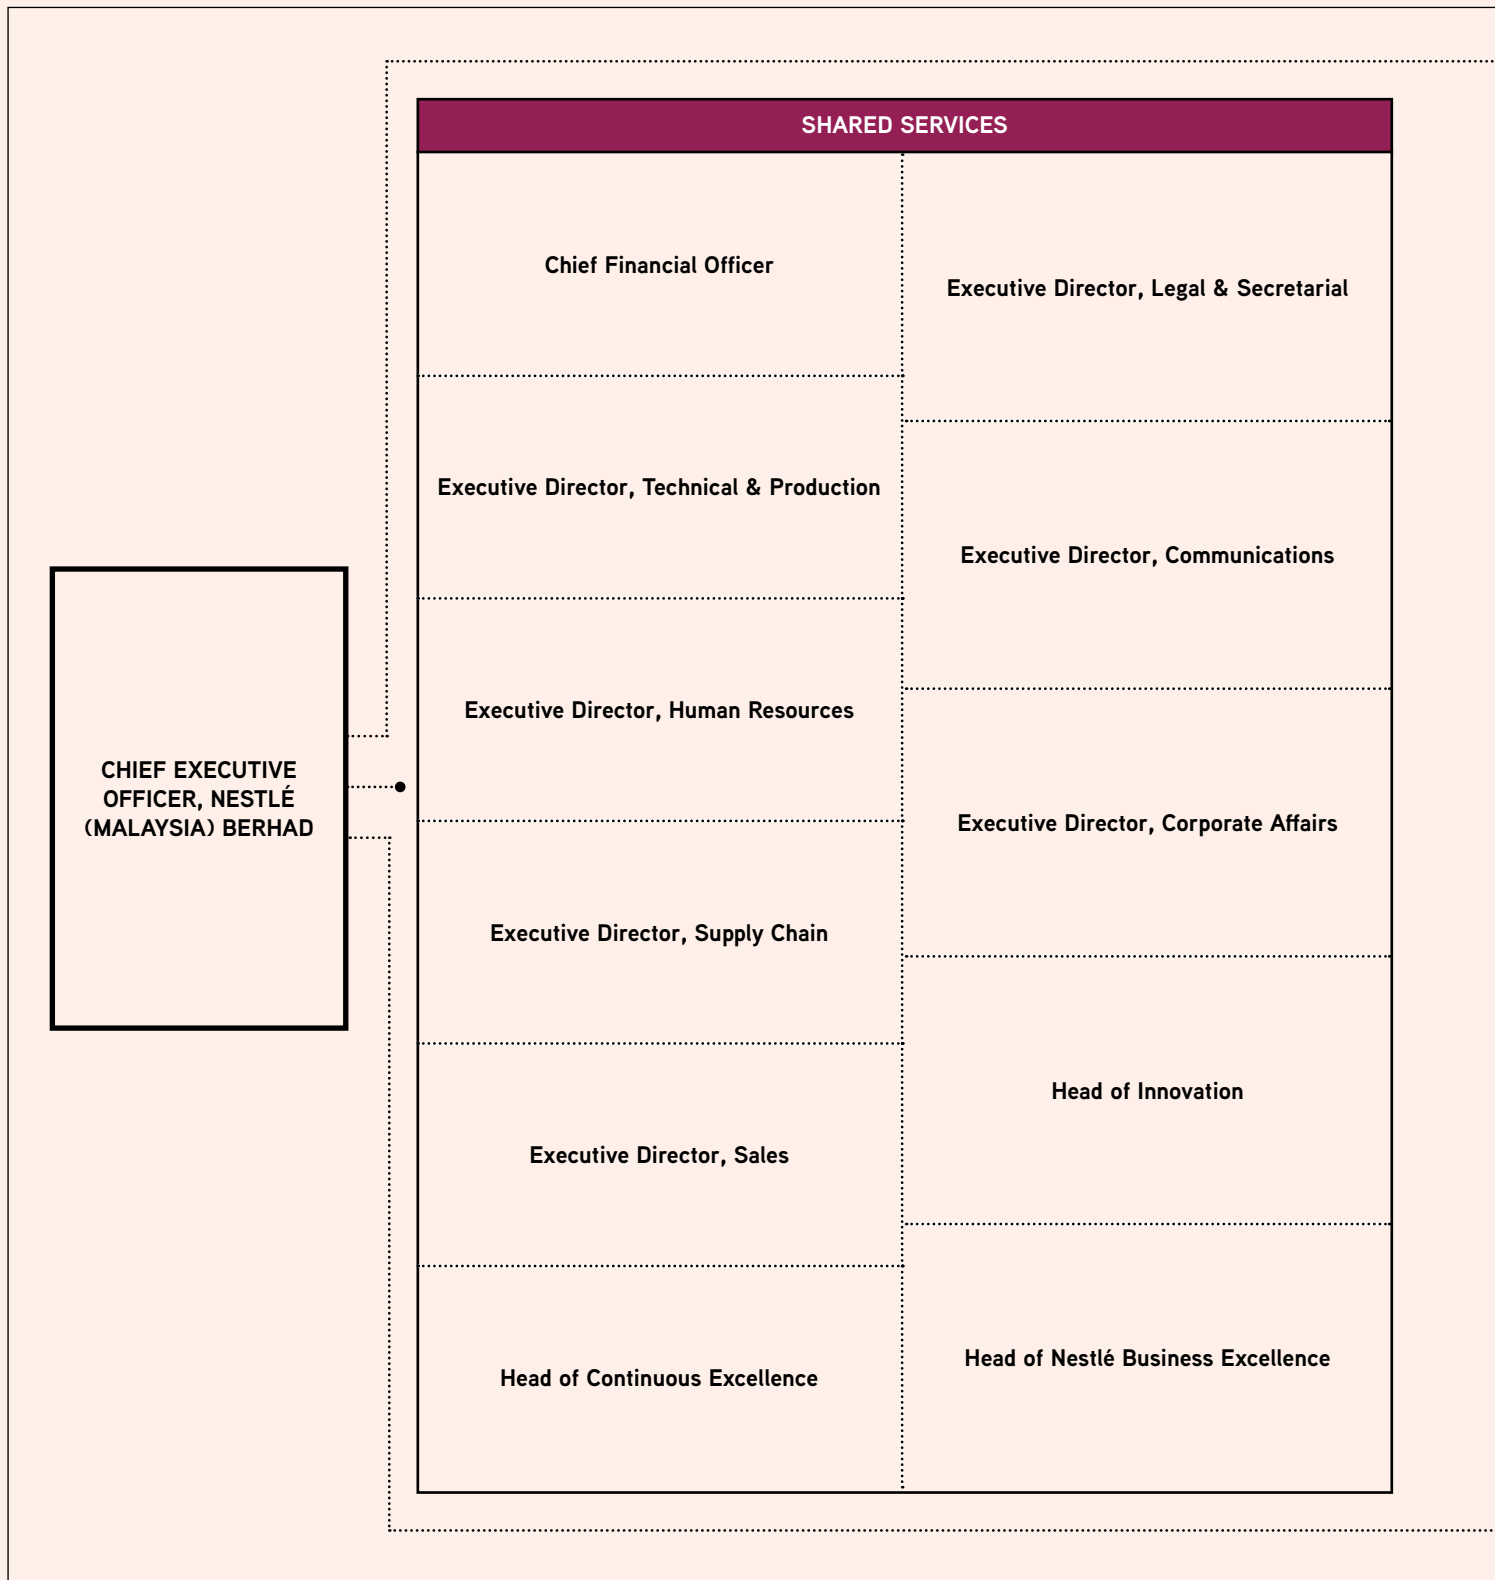 SHARED SERVICES
Chief Financial Officer
Executive Director, Technical & Production
Executive Director, Human Resources
Executive Director, Supply Chain
Executive Director, Sales
Head of Continuous Excellence
Executive Director, Legal & Secretarial
Executive Director, Communications
Executive Director, Corporate Affairs
Head of Innovation
Head of Nestlé Business Excellence
CHIEF EXECUTIVE
OFFICER, NESTLÉ
(MALAYSIA) BERHAD